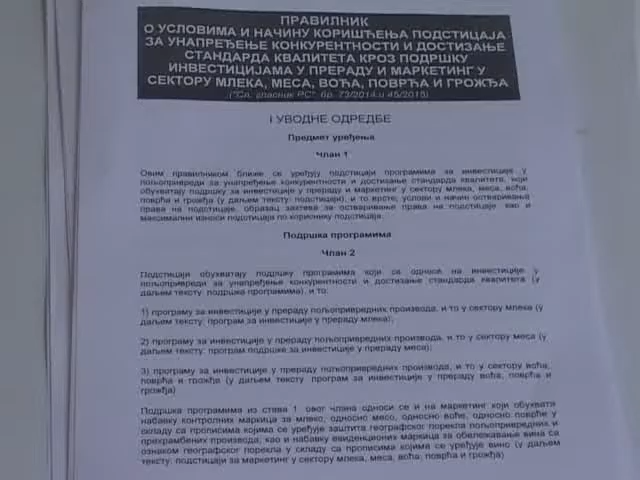 ПРАВИЛНИК
О УСЛОВИМА И НАЧИНУ КОРИШЋЕЊА ПОДСТИЦАЈА
ЗА УНАПРЕЂЕЊЕ КОНКУРЕНТНОСТИ И ДОСТИЗАЊЕ
СТАНДАРДА КВАЛИТЕТА КРОЗ ПОДРШКУ
ИНВЕСТИЦИЈАМА У ПРЕРАДУ И МАРКЕТИНГ У
СЕКТОРУ МЛЕКА, МЕСА, ВОЋА, ПОВРЋА И ГРОЖЂА
("Сл. гласник РС", бр. 73/2014 и 45/2015)
I УВОДНЕ ОДРЕДБЕ
Предмет уређења
Члан 1
Овим правилником ближе се уређују подстицаји програмима за инвестиције у
пољопривреди за унапређење конкурентности и достизање стандарда квалитета, који
обухватају подршку за инвестиције у прераду и маркетинг у сектору млека, меса, воћа,
поврћа и грожђа (у даљем тексту: подстицаји), и то врсте, услови и начин остваривања
права на подстицаје, образац захтева за остваривање права на подстицаје, као и
максимални износи подстицаја по кориснику подстицаја.
Подршка програмима
Члан 2
Подстицаји обухватају подршку програмима који се односе на инвестиције у
пољопривреди за унапређење конкурентности и достизање стандарда квалитета (у
даљем тексту: подршка програмима), и то:
1) програму за инвестиције у прераду пољопривредних производа, и то у сектору млека (у
даљем тексту: програм за инвестиције у прераду млека);
2) програму за инвестиције у прераду пољопривредних производа, и то у сектору меса (у
даљем тексту: програм подршке за инвестиције у прераду меса);
3) програму за инвестиције у прераду пољопривредних производа, и то у сектору воћа,
поврћа и грожђа (у даљем тексту: програм за инвестиције у прераду воћа, поврћа и
грожђа)
Подршка програмима из става 1. овог члана односи се и на маркетинг који обухвата
набавку контролних маркица за млеко, односно месо, односно воће, односно поврће у
складу са прописима којима се уређује заштита географског порекла пољопривредних и
прехрамбених производа, као и набавку евиденционих маркица за обележавање вина са
ознаком географског порекла у складу са прописима којима се уређује вино (у даљем
тексту: подстицаји за маркетинг у сектору млека, меса, воћа, поврћа и грожђа)